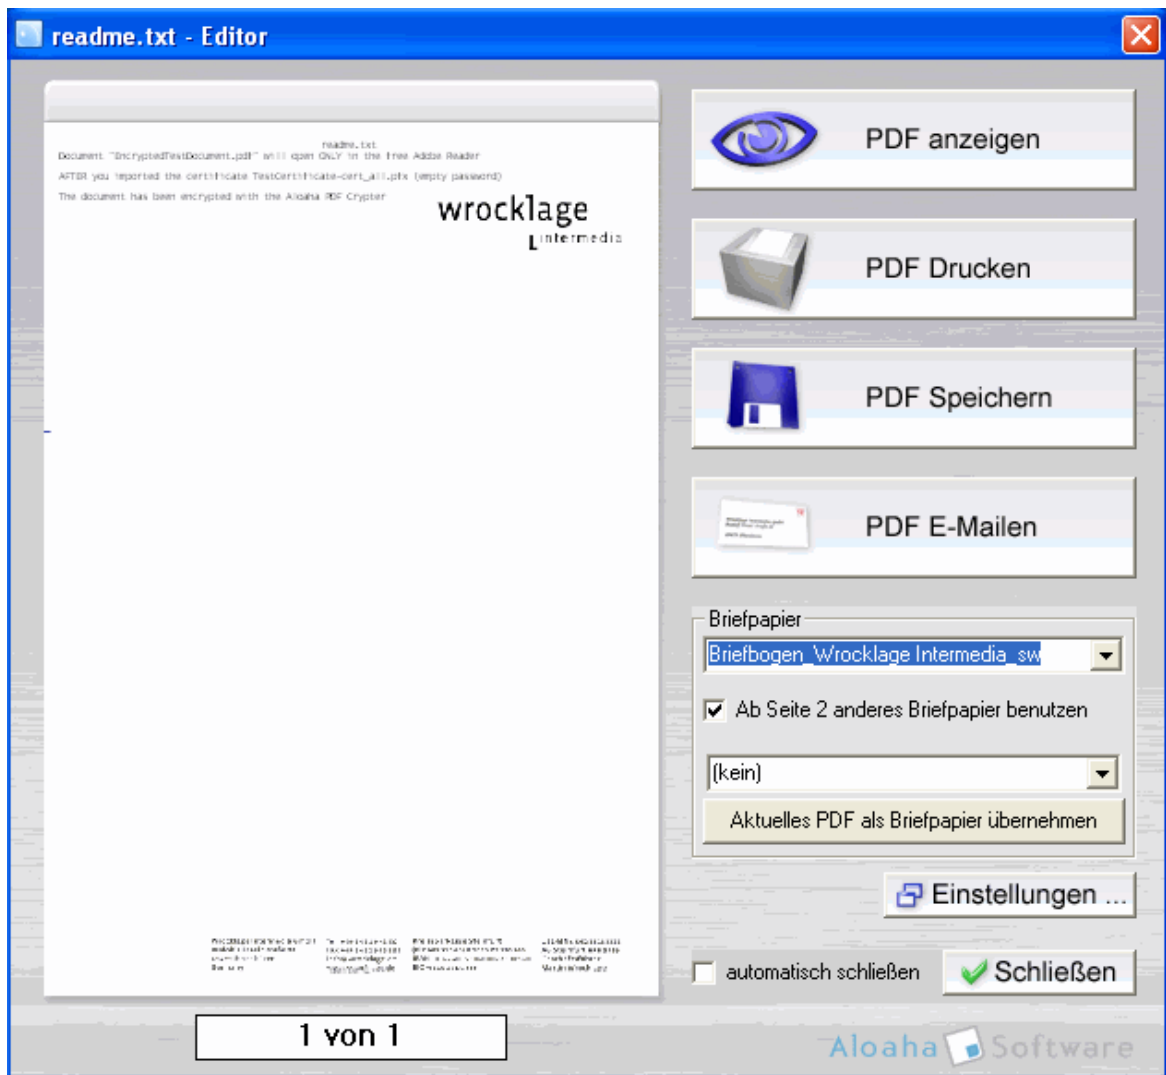 readme.txt - Editor
readme.txt
Document "EncryptedTestDocument.pdf" will open ONLY in the free Adobe Reader
AFTER you imported the certificate TestCertificate-cert_all.pfx (empty password)
The document has been encrypted with the Aloaha PDF Crypter
wrocklage
intermedia
PDF anzeigen
PDF Drucken
PDF Speichern
PDF E-Mailen
Briefpapier
Briefbogen_Wrocklage Intermedia_sw
Ab Seite 2 anderes Briefpapier benutzen
(kein)
Aktuelles PDF als Briefpapier übernehmen
Einstellungen ...
automatisch schließen
Schließen
1 von 1
Aloaha Software